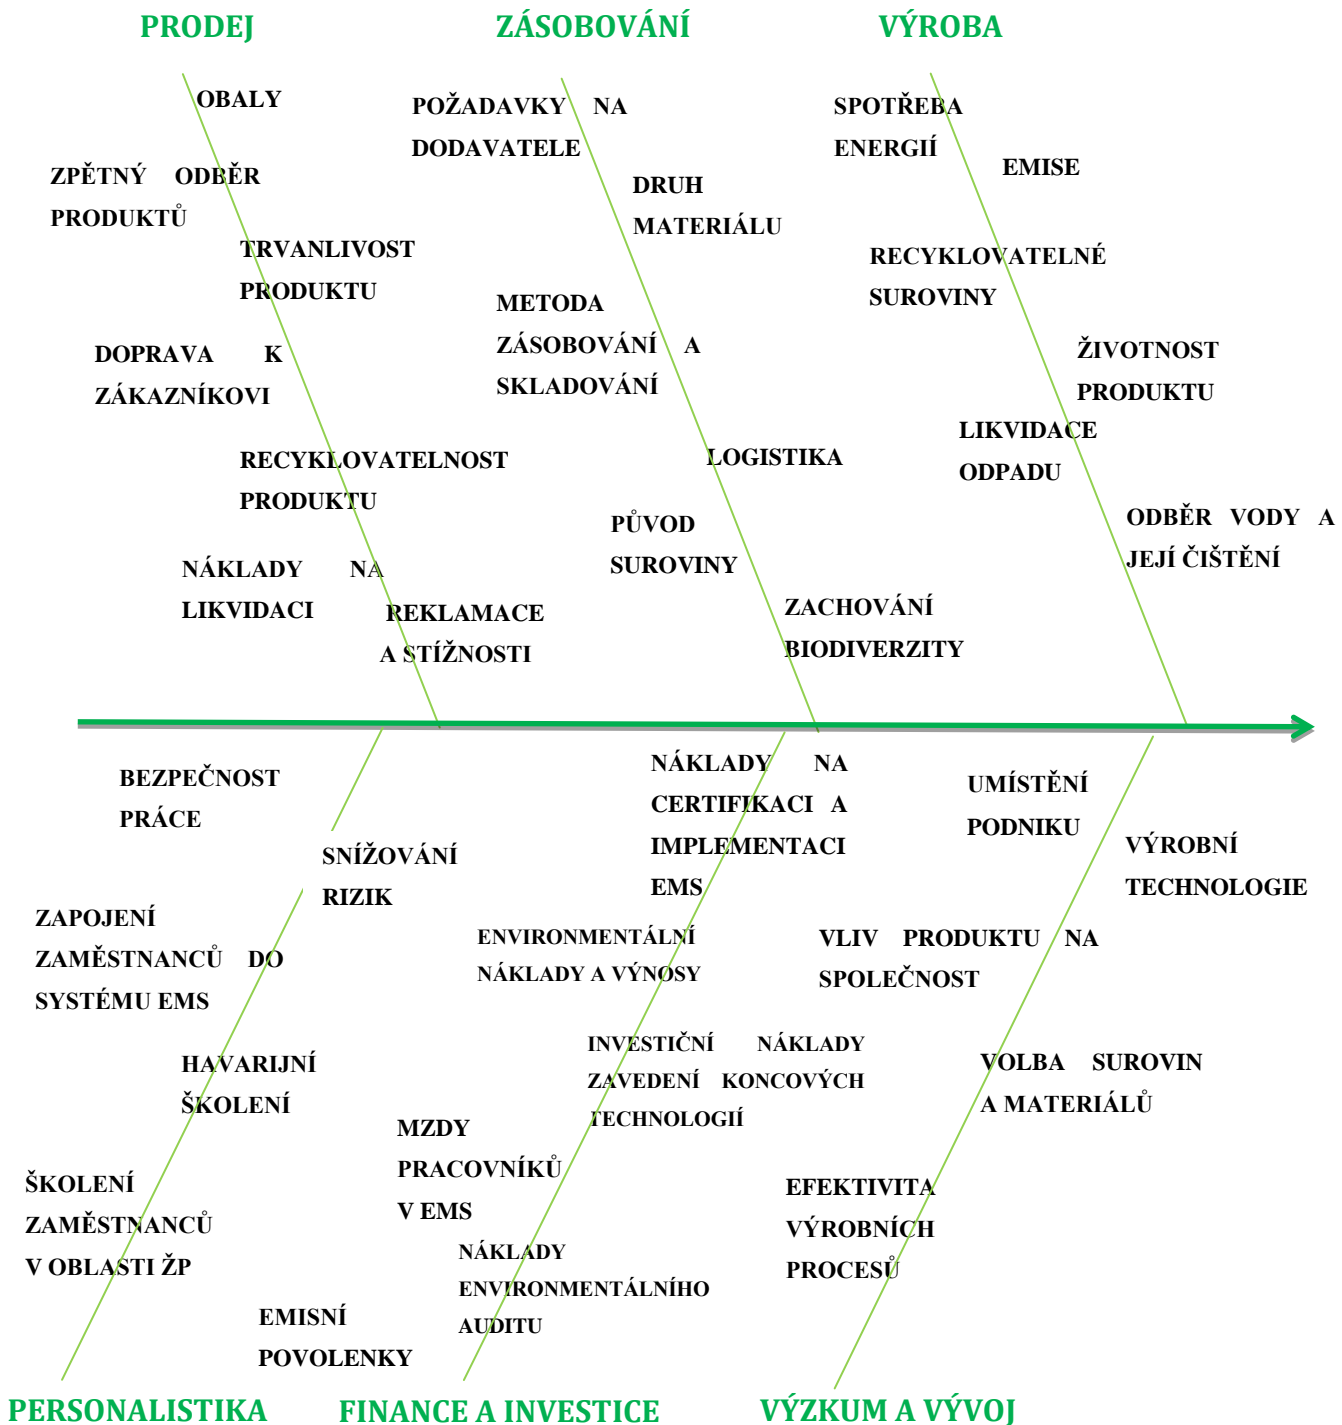 PRODEJ
ZÁSOBOVÁNÍ
VÝROBA
OBALY
ZPĚTNÝ ODBĚR
PRODUKTŮ
TRVANLIVOST
PRODUKTU
DOPRAVA K
ZÁKAZNÍKOVI
RECYKLOVATELNOST
PRODUKTU
NÁKLADY NA
LIKVIDACI
REKLAMACE
A STÍŽNOSTI
POŽADAVKY NA
DODAVATELE
DRUH
MATERIÁLU
METODA
ZÁSOBOVÁNÍ A
SKLADOVÁNÍ
LOGISTIKA
PŮVOD
SUROVINY
ZACHOVÁNÍ
BIODIVERZITY
SPOTŘEBA
ENERGIÍ
EMISE
RECYKLOVATELNÉ
SUROVINY
ŽIVOTNOST
PRODUKTU
LIKVIDACE
ODPADU
ODBĚR VODY A
JEJÍ ČIŠTĚNÍ
BEZPEČNOST
PRÁCE
SNÍŽOVÁNÍ
RIZIK
ZAPOJENÍ
ZAMĚSTNANCŮ DO
SYSTÉMU EMS
HAVARIJNÍ
ŠKOLENÍ
ŠKOLENÍ
ZAMĚSTNANCŮ
V OBLASTI ŽP
NÁKLADY NA
CERTIFIKACI A
IMPLEMENTACI
EMS
ENVIRONMENTÁLNÍ
NÁKLADY A VÝNOSY
INVESTIČNÍ NÁKLADY
ZAVEDENÍ KONCOVÝCH
TECHNOLOGIÍ
MZDY
PRACOVNÍKŮ
V EMS
NÁKLADY
ENVIRONMENTÁLNÍHO
AUDITU
EMISNÍ
POVOLENKY
UMÍSTĚNÍ
PODNIKU
VÝROBNÍ
TECHNOLOGIE
VLIV PRODUKTU NA
SPOLEČNOST
VOLBA SUROVIN
A MATERIÁLŮ
EFEKTIVITA
VÝROBNÍCH
PROCESŮ
PERSONALISTIKA
FINANCE A INVESTICE
VÝZKUM A VÝVOJ